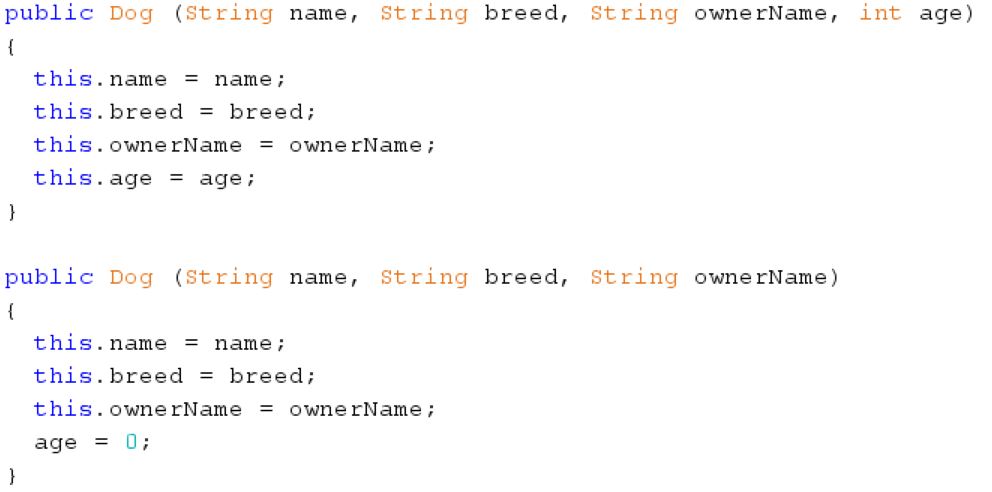 public Dog (String name, String breed, String ownerName, int age)
{
  this.name = name;
  this.breed = breed;
  this.ownerName = ownerName;
  this.age = age;
}

public Dog (String name, String breed, String ownerName)
{
  this.name = name;
  this.breed = breed;
  this.ownerName = ownerName;
  age = 0;
}